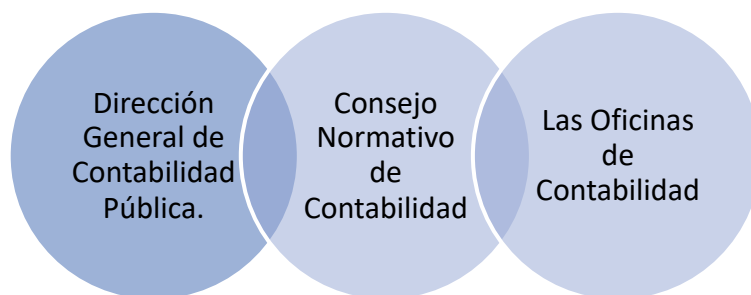 Dirección
General de
Contabilidad
Pública.
Consejo
Normativo
de
Contabilidad
Las Oficinas
de
Contabilidad